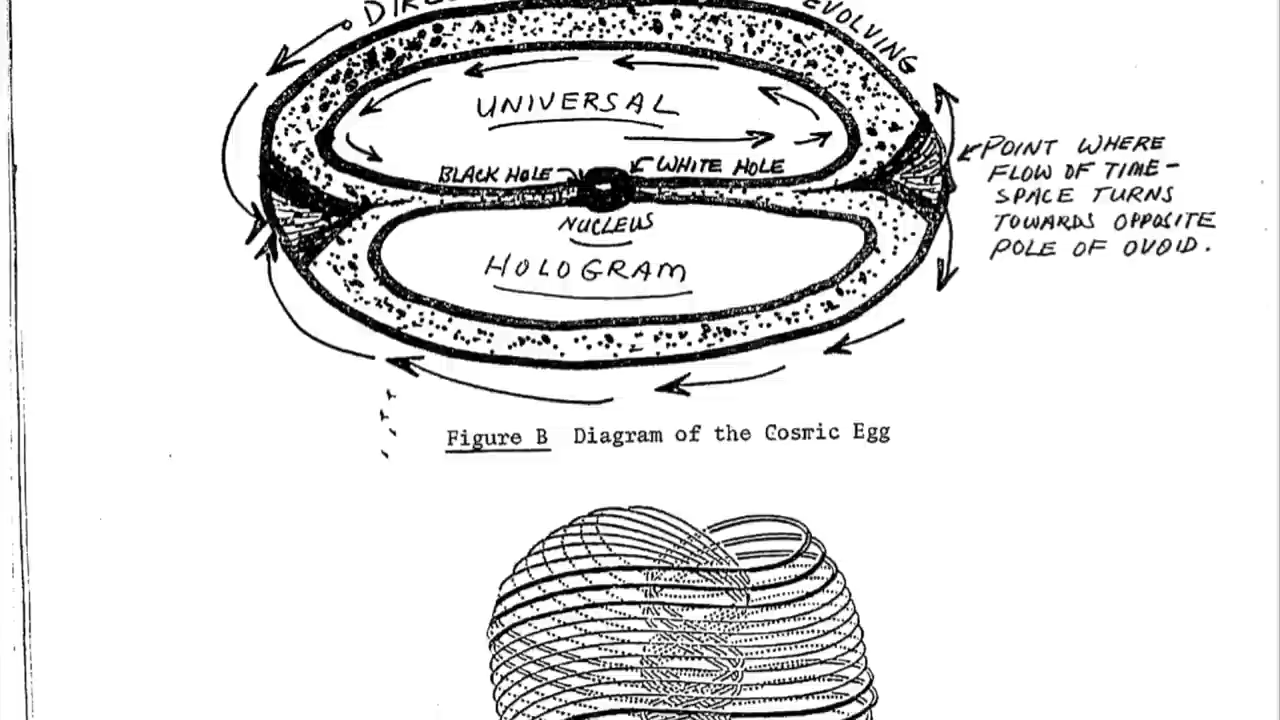 EVOLVING
UNIVERSAL
BLACK HOLE
WHITE HOLE
NUCLEUS
HOLOGRAM
POINT WHERE
FLOW OF TIME-
SPACE TURNS
TOWARDS OPPOSITE
POLE OF OVOID.
Figure B Diagram of the Cosmic Egg